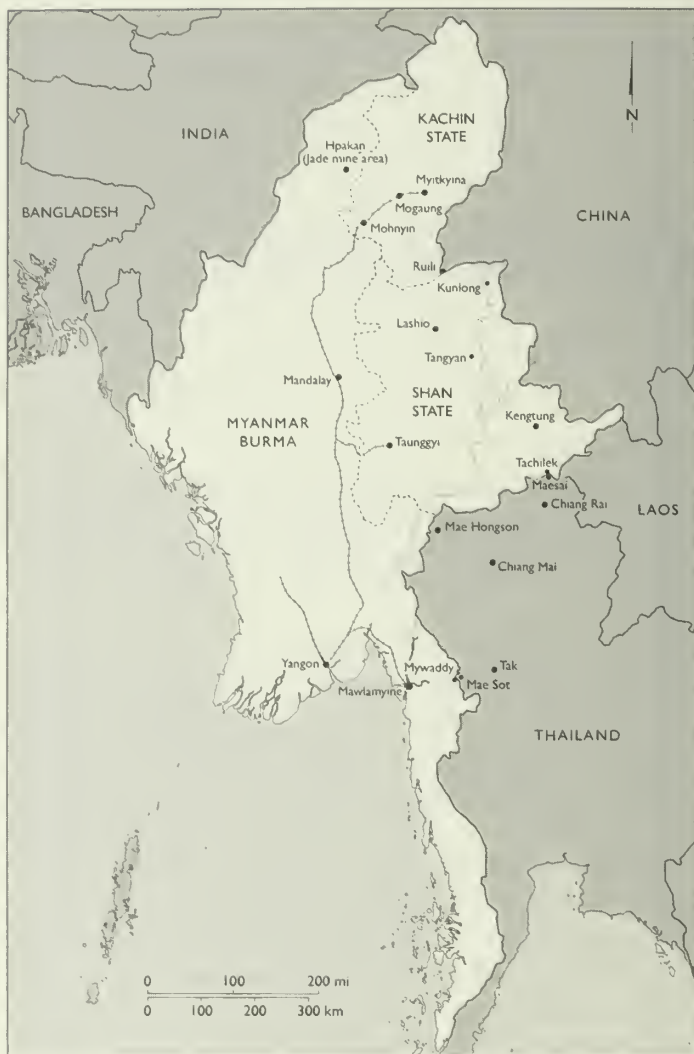 N
KACHIN
STATE
INDIA
Hpakan
(Jade mine area)
Myitkyina
Mogaung
BANGLADESH
CHINA
Mohnyin
Ruili
Kunlong
Lashio
Tangyan
Mandalay
SHAN
STATE
MYANMAR
BURMA
Kengtung
Taunggyi
Tachilek
Maesai
Chiang Rai
LAOS
Mae Hongson
Chiang Mai
Yangon
Mywaddy
Tak
Mae Sot
Mawlamyine
THAILAND
0 100 200 mi
0 100 200 300 km